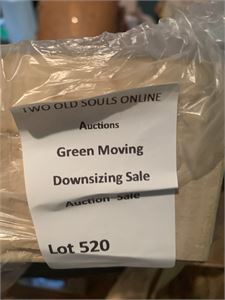 TWO OLD SOULS ONLINE
Auctions
Green Moving
Downsizing Sale
Auction Sale
Lot 520